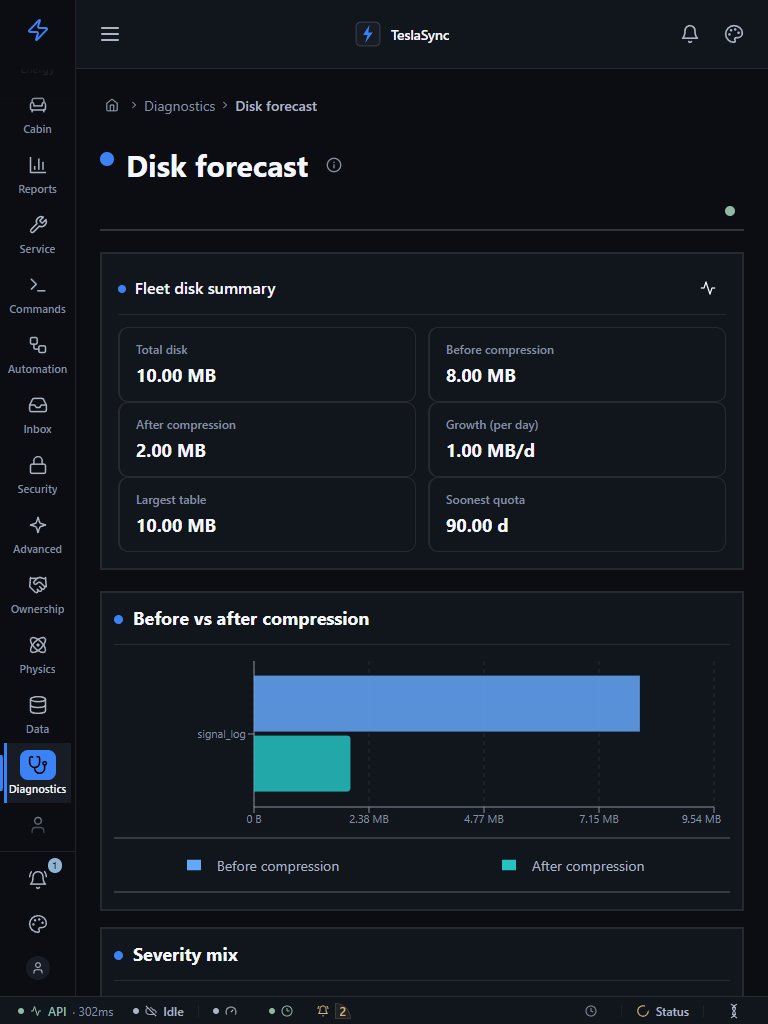 TeslaSync
Energy
Cabin
Reports
Service
Commands
Automation
Inbox
Security
Advanced
Ownership
Physics
Data
Diagnostics
1
Diagnostics
Disk forecast
Disk forecast
Fleet disk summary
Total disk
10.00 MB
Before compression
8.00 MB
After compression
2.00 MB
Growth (per day)
1.00 MB/d
Largest table
10.00 MB
Soonest quota
90.00 d
Before vs after compression
signal_log
0 B 2.38 MB 4.77 MB 7.15 MB 9.54 MB
Before compression After compression
Severity mix
API · 302ms Idle 2 Status